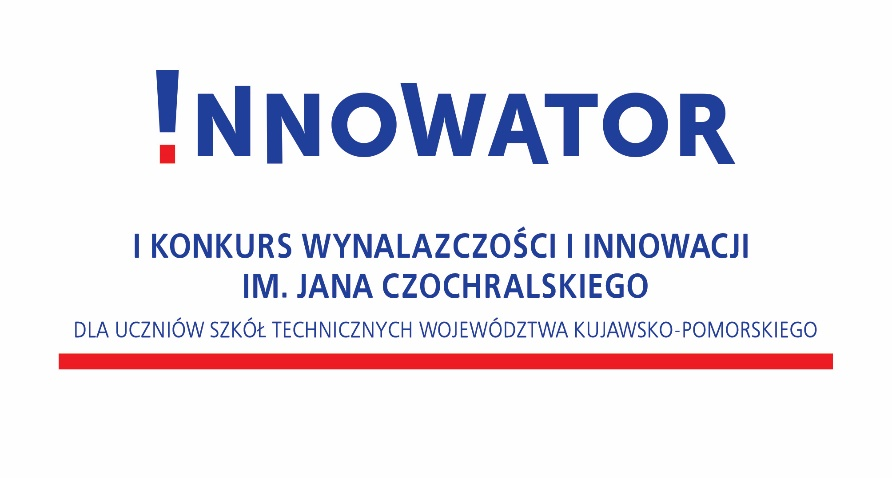 !NNOWATOR
I KONKURS WYNALAZCZOŚCI I INNOWACJI
IM. JANA CZOCHRALSKIEGO
DLA UCZNIÓW SZKÓŁ TECHNICZNYCH WOJEWÓDZTWA KUJAWSKO-POMORSKIEGO